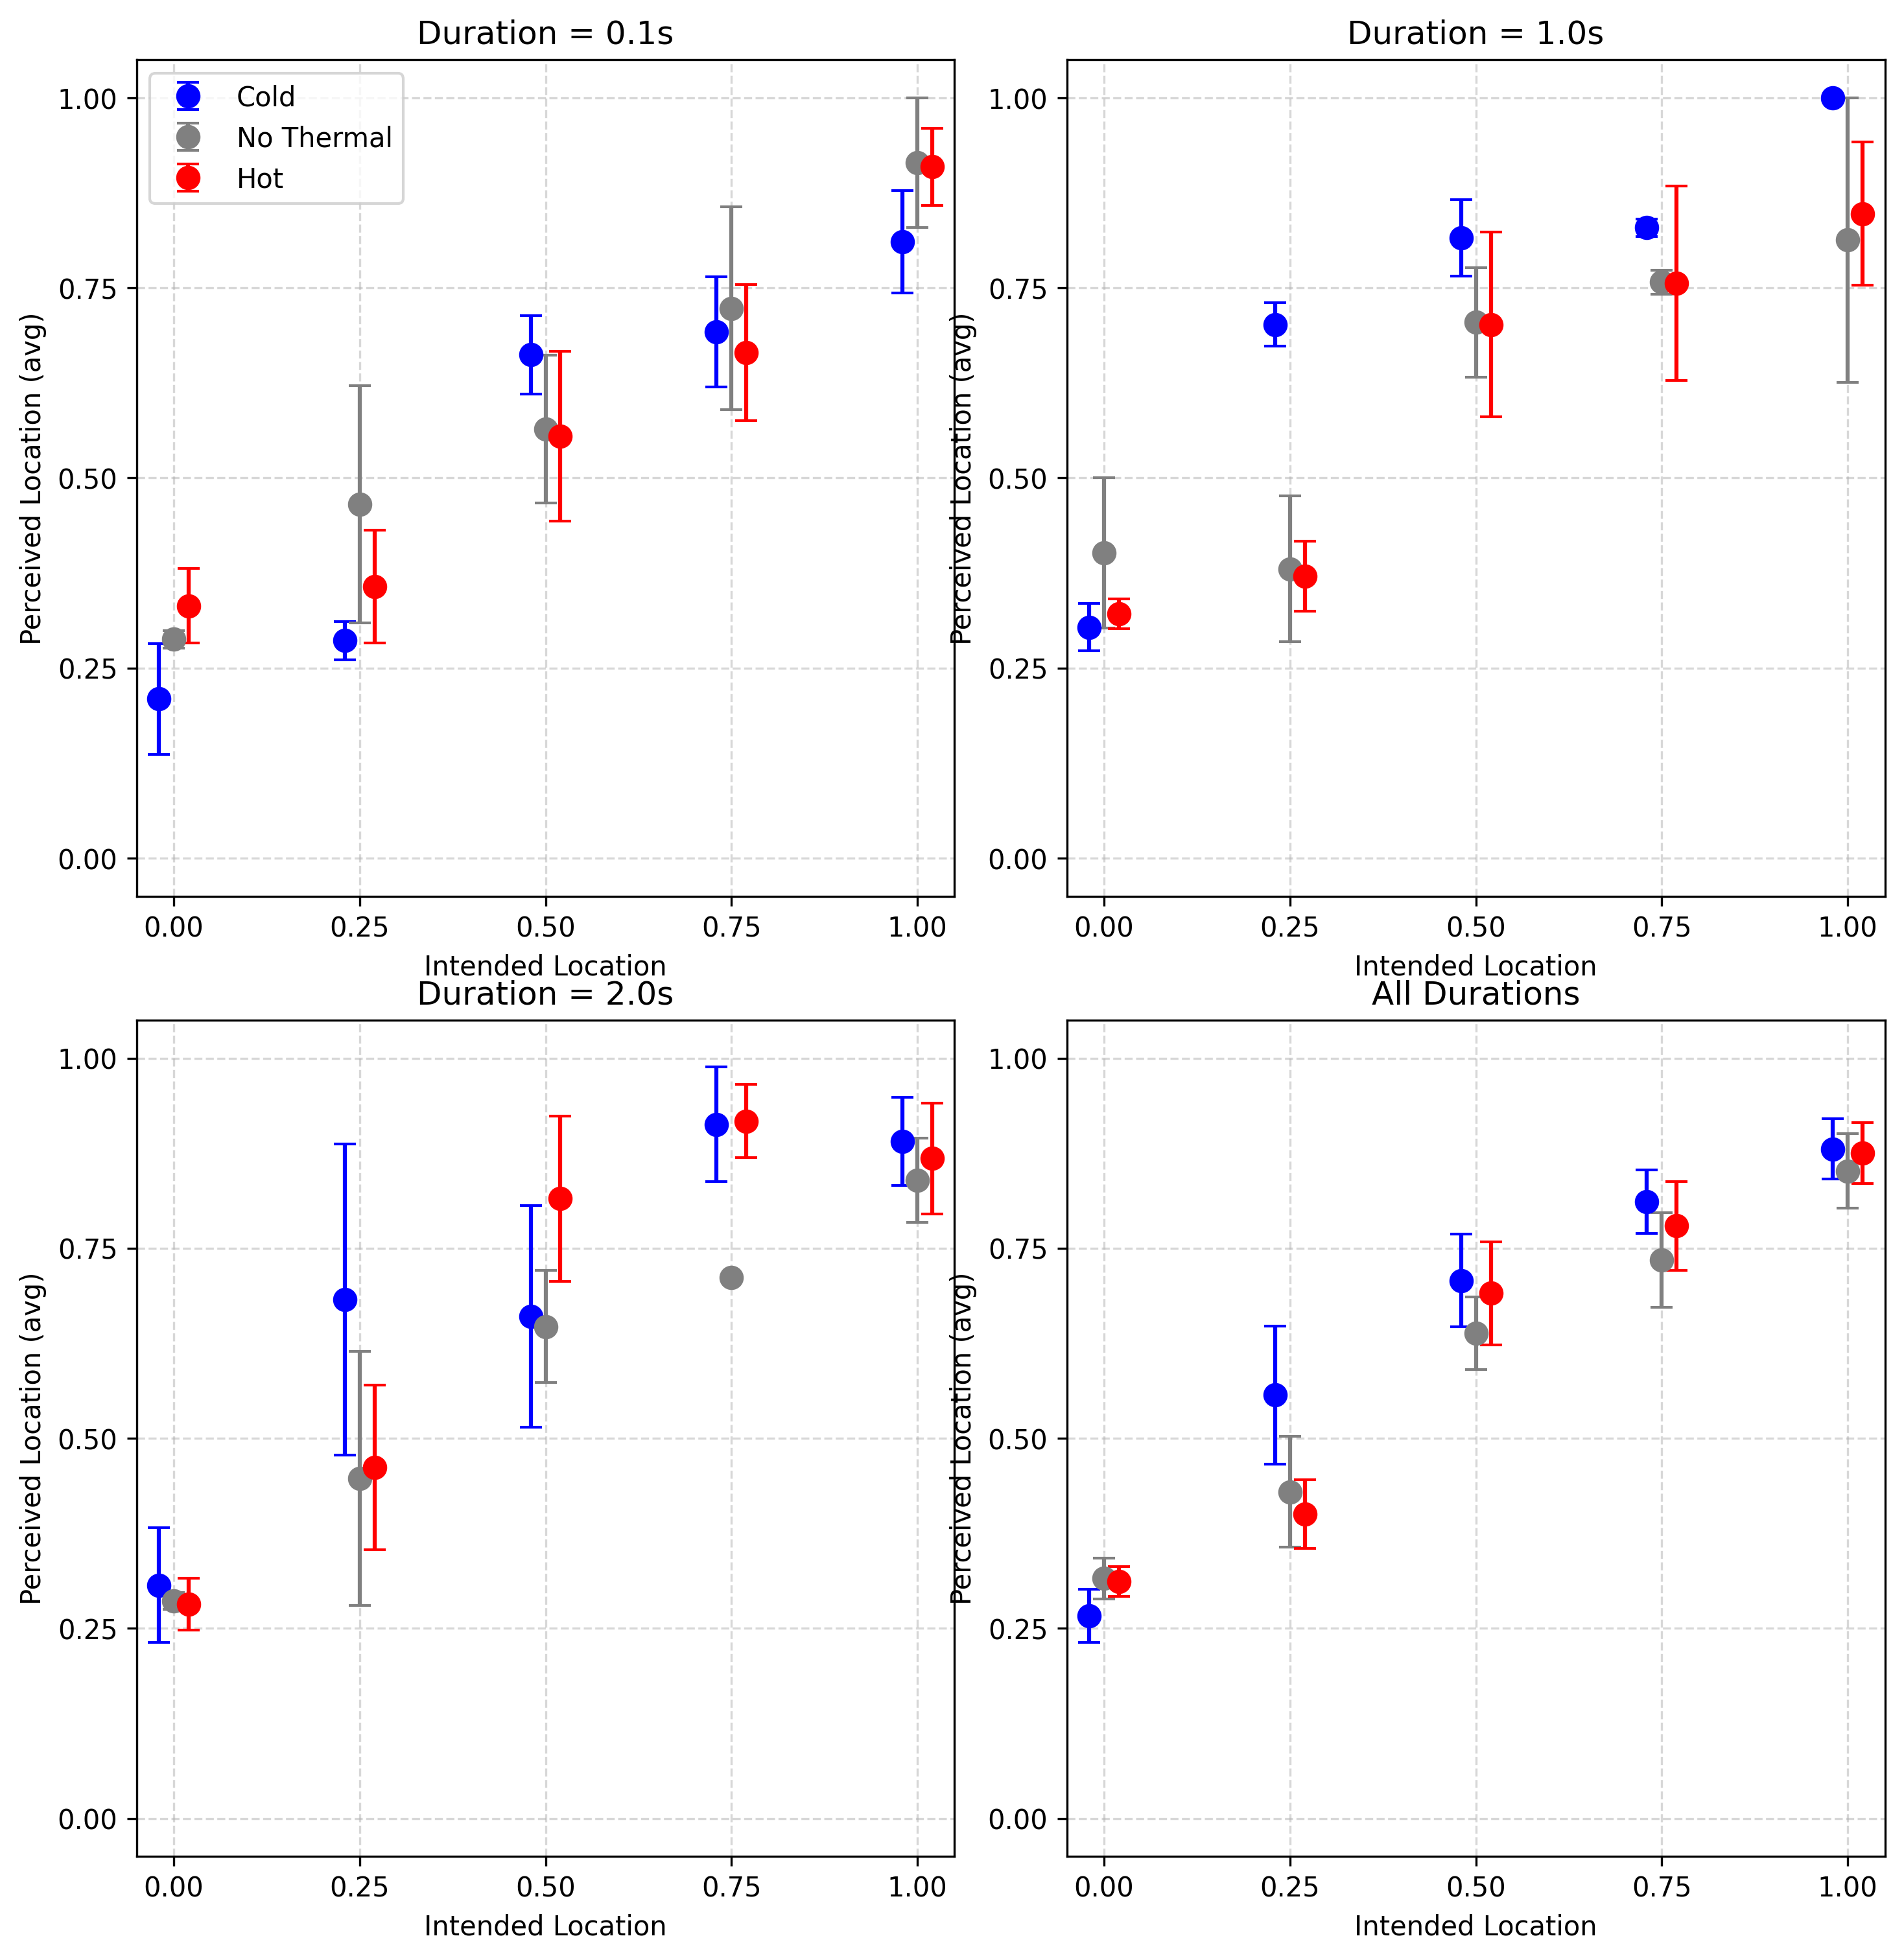 Duration = 0.1s
Duration = 1.0s
Cold
No Thermal
Hot
Perceived Location (avg)
1.00
0.75
0.50
0.25
0.00
0.00 0.25 0.50 0.75 1.00
Intended Location
Perceived Location (avg)
1.00
0.75
0.50
0.25
0.00
0.00 0.25 0.50 0.75 1.00
Intended Location
Duration = 2.0s
All Durations
Perceived Location (avg)
1.00
0.75
0.50
0.25
0.00
0.00 0.25 0.50 0.75 1.00
Intended Location
Perceived Location (avg)
1.00
0.75
0.50
0.25
0.00
0.00 0.25 0.50 0.75 1.00
Intended Location